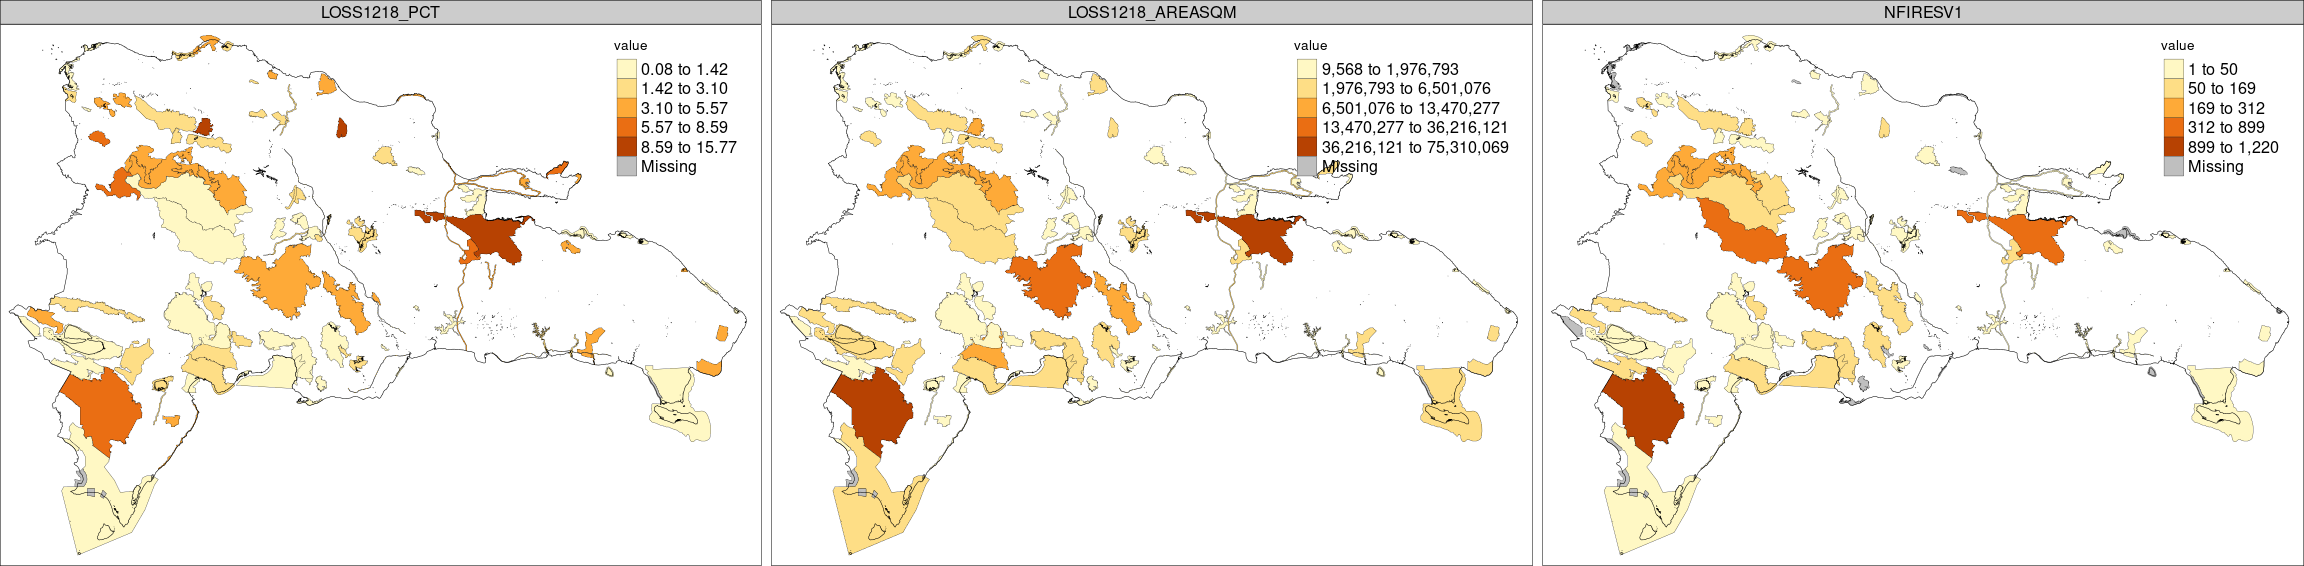 LOSS1218_PCT
value
0.08 to 1.42
1.42 to 3.10
3.10 to 5.57
5.57 to 8.59
8.59 to 15.77
Missing
LOSS1218_AREASQM
value
9,568 to 1,976,793
1,976,793 to 6,501,076
6,501,076 to 13,470,277
13,470,277 to 36,216,121
36,216,121 to 75,310,069
Missing
NFIRESV1
value
1 to 50
50 to 169
169 to 312
312 to 899
899 to 1,220
Missing